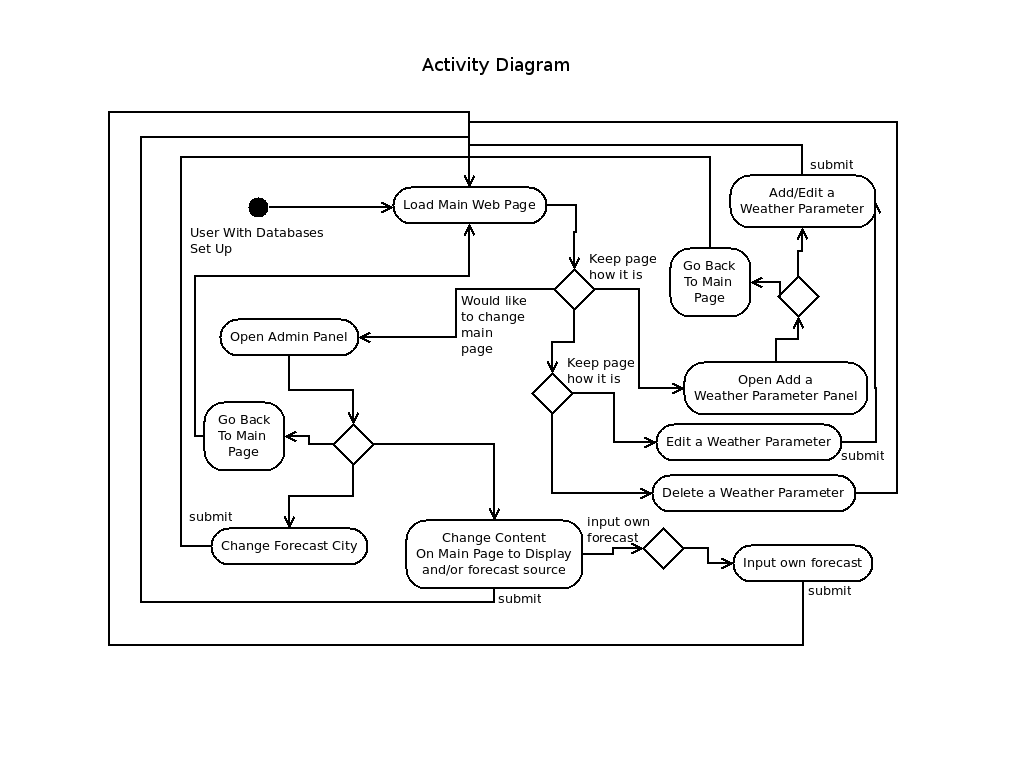 Activity Diagram
submit
Add/Edit a
Weather Parameter
Load Main Web Page
User With Databases
Set Up
Keep page
how it is
Go Back
To Main
Page
Would like
to change
main
page
Open Admin Panel
Keep page
how it is
Open Add a
Weather Parameter Panel
Go Back
To Main
Page
Edit a Weather Parameter
submit
Delete a Weather Parameter
submit
Change Forecast City
Change Content
On Main Page to Display
and/or forecast source
input own
forecast
Input own forecast
submit
submit